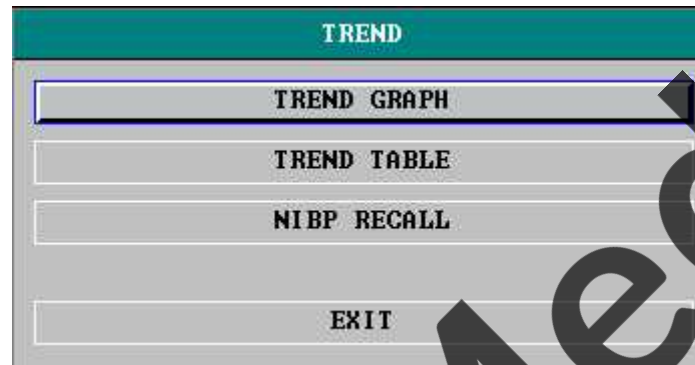 TREND
TREND GRAPH
TREND TABLE
NIBP RECALL
EXIT